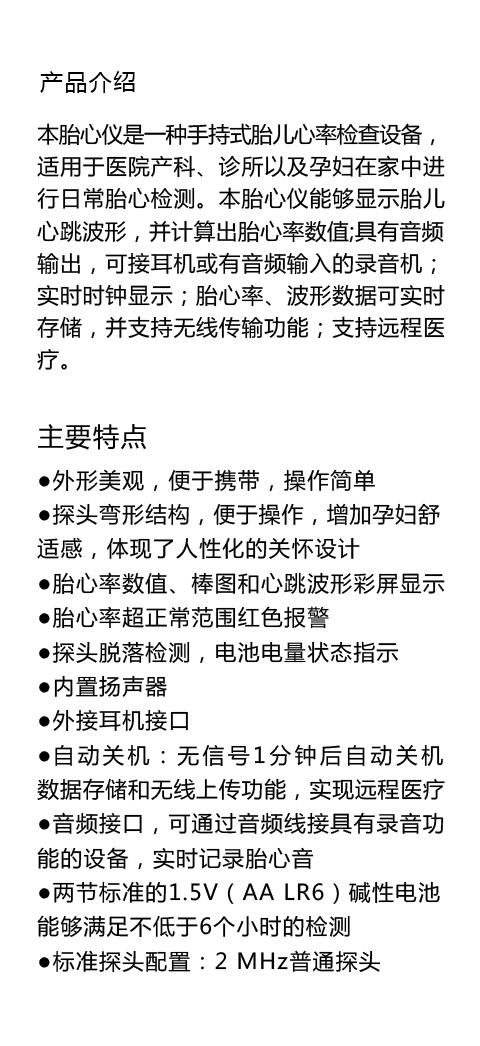 产品介绍
本胎心仪是一种手持式胎儿心率检查设备，
适用于医院产科、诊所以及孕妇在家中进
行日常胎心检测。本胎心仪能够显示胎儿
心跳波形，并计算出胎心率数值;具有音频
输出，可接耳机或有音频输入的录音机；
实时时钟显示；胎心率、波形数据可实时
存储，并支持无线传输功能；支持远程医
疗。
主要特点
●外形美观，便于携带，操作简单
●探头弯形结构，便于操作，增加孕妇舒
适感，体现了人性化的关怀设计
●胎心率数值、棒图和心跳波形彩屏显示
●胎心率超正常范围红色报警
●探头脱落检测，电池电量状态指示
●内置扬声器
●外接耳机接口
●自动关机：无信号1分钟后自动关机
数据存储和无线上传功能，实现远程医疗
●音频接口，可通过音频线接具有录音功
能的设备，实时记录胎心音
●两节标准的1.5V（AA LR6）碱性电池
能够满足不低于6个小时的检测
●标准探头配置：2 MHz普通探头